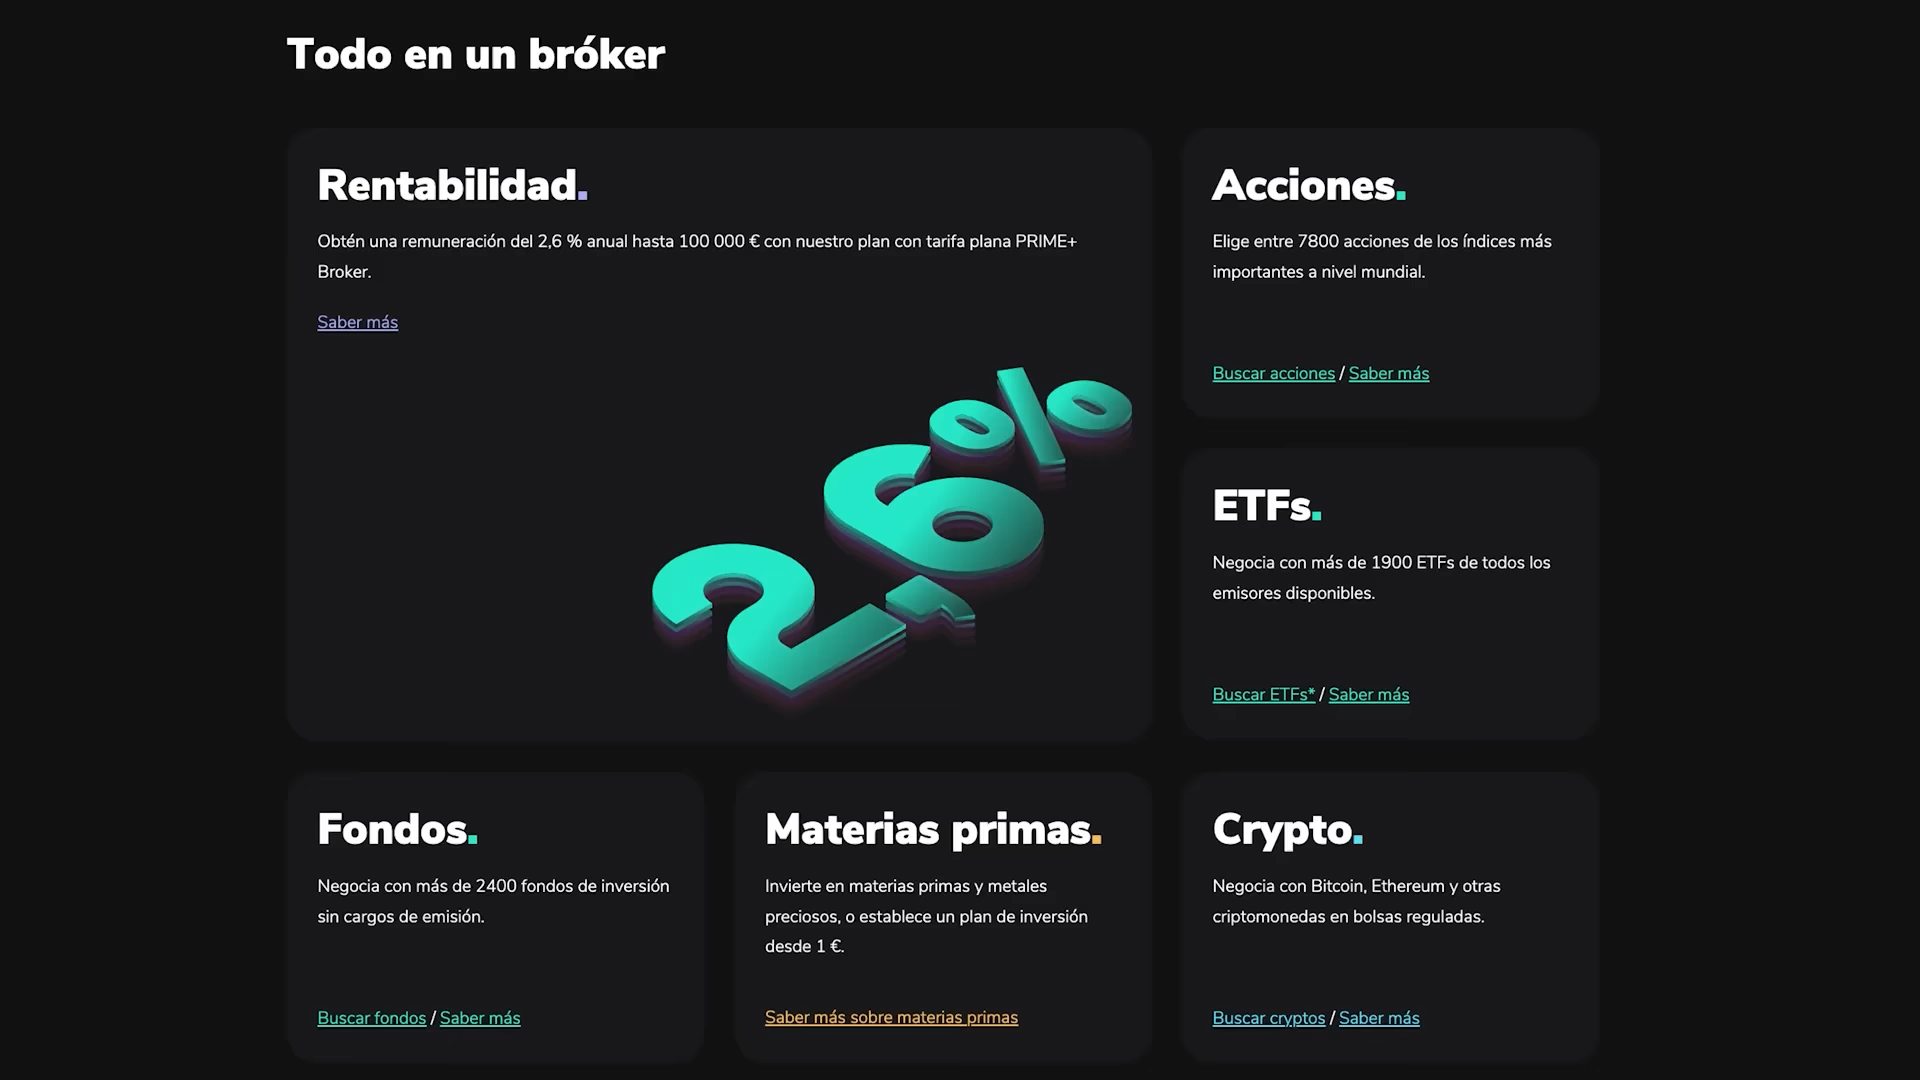 Todo en un bróker
Rentabilidad.
Obtén una remuneración del 2,6 % anual hasta 100 000 € con nuestro plan con tarifa plana PRIME+
Broker.
Saber más
2,6%
Acciones.
Elige entre 7800 acciones de los índices más
importantes a nivel mundial.
Buscar acciones / Saber más
ETFs.
Negocia con más de 1900 ETFs de todos los
emisores disponibles.
Buscar ETFs* / Saber más
Fondos.
Negocia con más de 2400 fondos de inversión
sin cargos de emisión.
Buscar fondos / Saber más
Materias primas.
Invierte en materias primas y metales
preciosos, o establece un plan de inversión
desde 1 €.
Saber más sobre materias primas
Crypto.
Negocia con Bitcoin, Ethereum y otras
criptomonedas en bolsas reguladas.
Buscar cryptos / Saber más